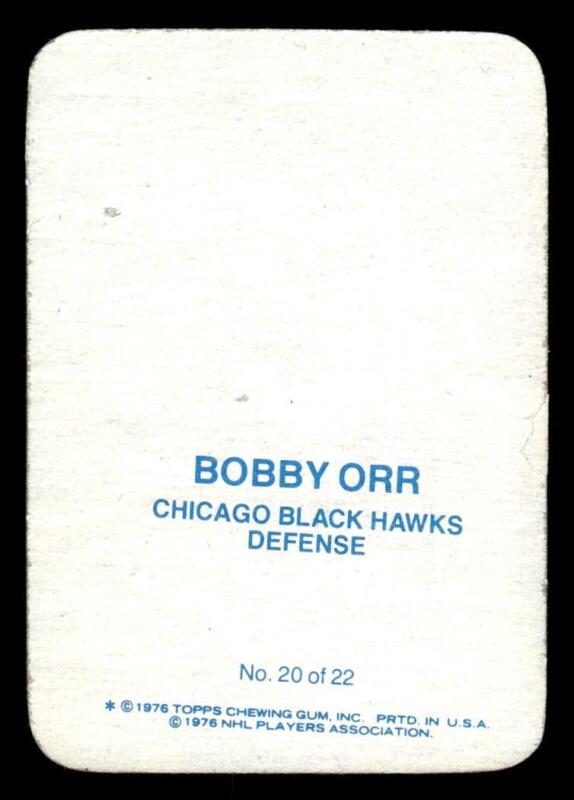 BOBBY ORR
CHICAGO BLACK HAWKS
DEFENSE
No. 20 of 22
* © 1976 TOPPS CHEWING GUM, INC. PRTD. IN U.S.A.
© 1976 NHL PLAYERS ASSOCIATION.